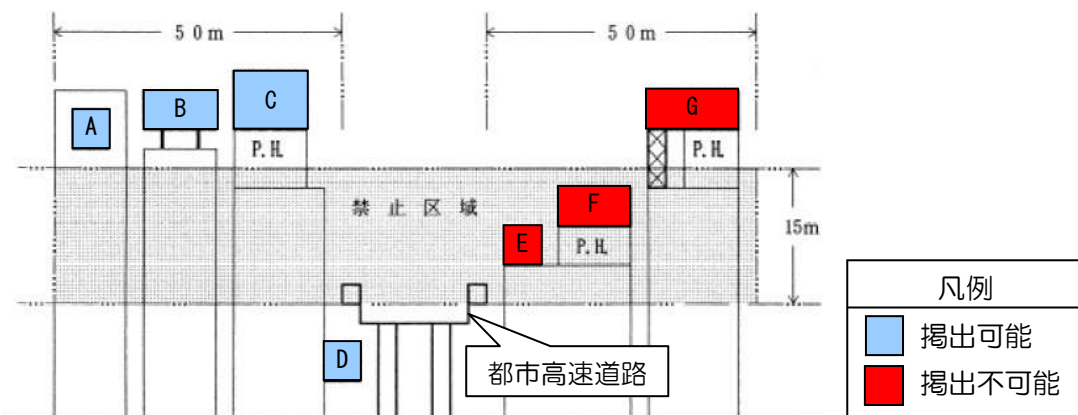 50m
50m
A
B
C
G
P.H.
P.H.
禁止区域
F
E
P.H.
15m
D
都市高速道路
凡例
掲出可能
掲出不可能